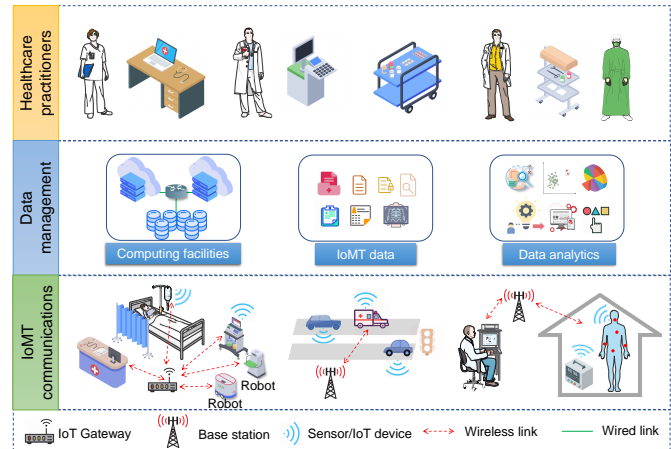 Healthcare
practitioners
Data
management
Computing facilities
IoMT data
Data analytics
IoMT
communications
Robot
Robot
IoT Gateway
Base station
Sensor/IoT device
Wireless link
Wired link